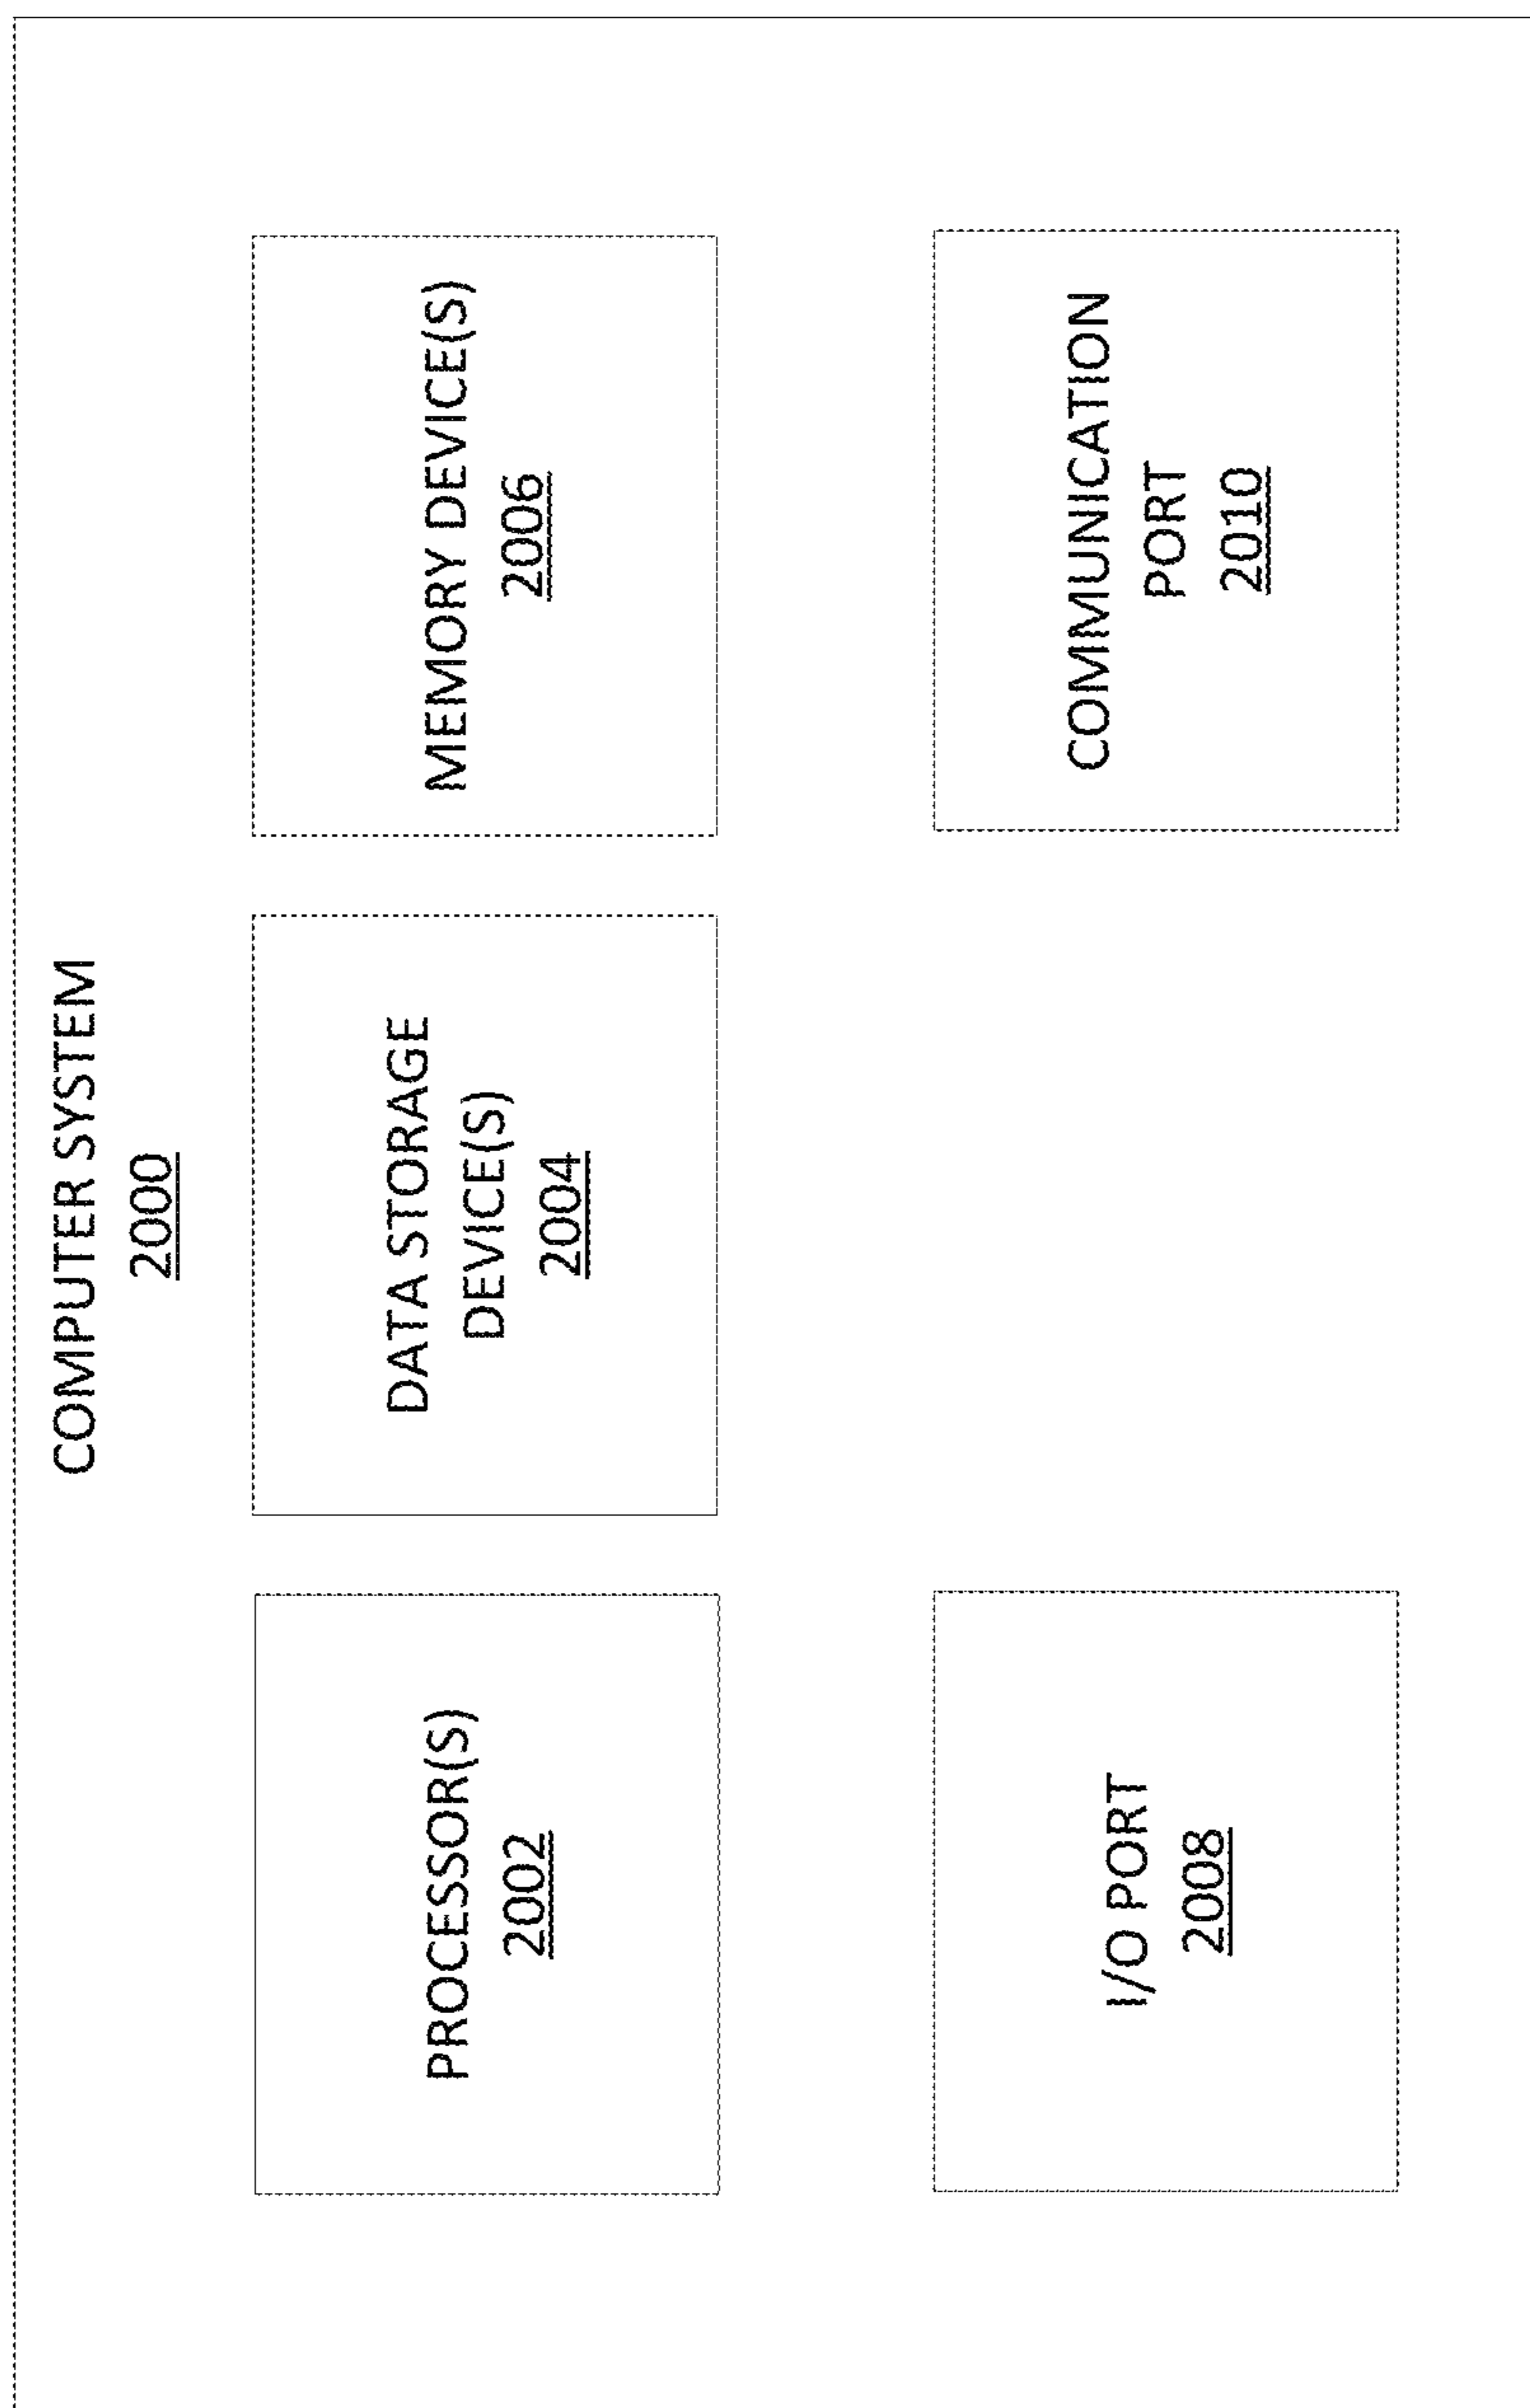 COMPUTER SYSTEM
2000
PROCESSOR(S)
2002
DATA STORAGE
DEVICE(S)
2004
MEMORY DEVICE(S)
2006
I/O PORT
2008
COMMUNICATION
PORT
2010